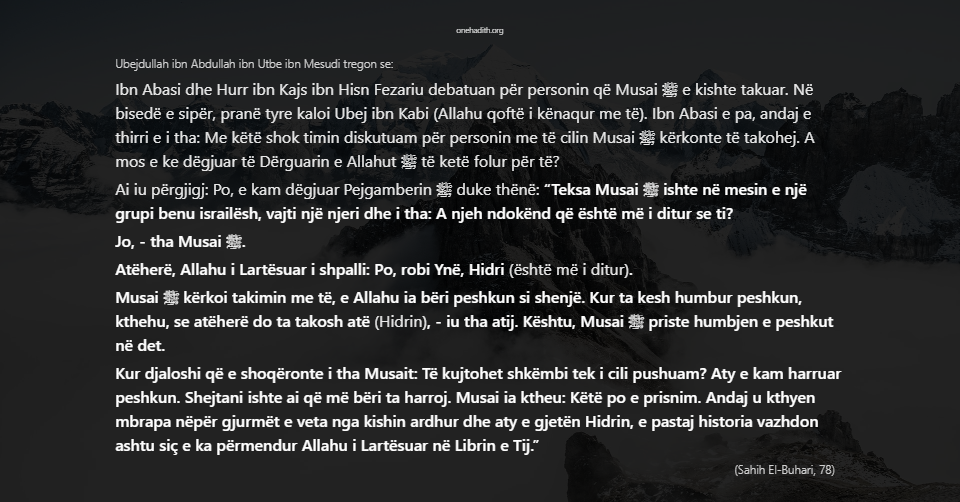 onehadith.org
Ubejdullah ibn Abdullah ibn Utbe ibn Mesudi tregon se:
Ibn Abasi dhe Hurr ibn Kajs ibn Hisn Fezariu debatuan për personin që Musai ﷺ e kishte takuar. Në
bisedë e sipër, pranë tyre kaloi Ubej ibn Kabi (Allahu qoftë i kënaqur me të). Ibn Abasi e pa, andaj e
thirri e i tha: Me këtë shok timin diskutuam për personin me të cilin Musai ﷺ kërkonte të takohej. A
mos e ke dëgjuar të Dërguarin e Allahut ﷺ të ketë folur për të?
Ai iu përgjigj: Po, e kam dëgjuar Pejgamberin ﷺ duke thënë: “Teksa Musai ﷺ ishte në mesin e një
grupi benu israilësh, vajti një njeri dhe i tha: A njeh ndokënd që është më i ditur se ti?
Jo, - tha Musai ﷺ.
Atëherë, Allahu i Lartësuar i shpalli: Po, robi Ynë, Hidri (është më i ditur).
Musai ﷺ kërkoi takimin me të, e Allahu ia bëri peshkun si shenjë. Kur ta kesh humbur peshkun,
kthehu, se atëherë do ta takosh atë (Hidrin), - iu tha atij. Kështu, Musai ﷺ priste humbjen e peshkut
në det.
Kur djaloshi që e shoqëronte i tha Musait: Të kujtohet shkëmbi tek i cili pushuam? Aty e kam harruar
peshkun. Shejtani ishte ai që më bëri ta harroj. Musai ia ktheu: Këtë po e prisnim. Andaj u kthyen
mbrapa nëpër gjurmët e veta nga kishin ardhur dhe aty e gjetën Hidrin, e pastaj historia vazhdon
ashtu siç e ka përmendur Allahu i Lartësuar në Librin e Tij.”
(Sahih El-Buhari, 78)